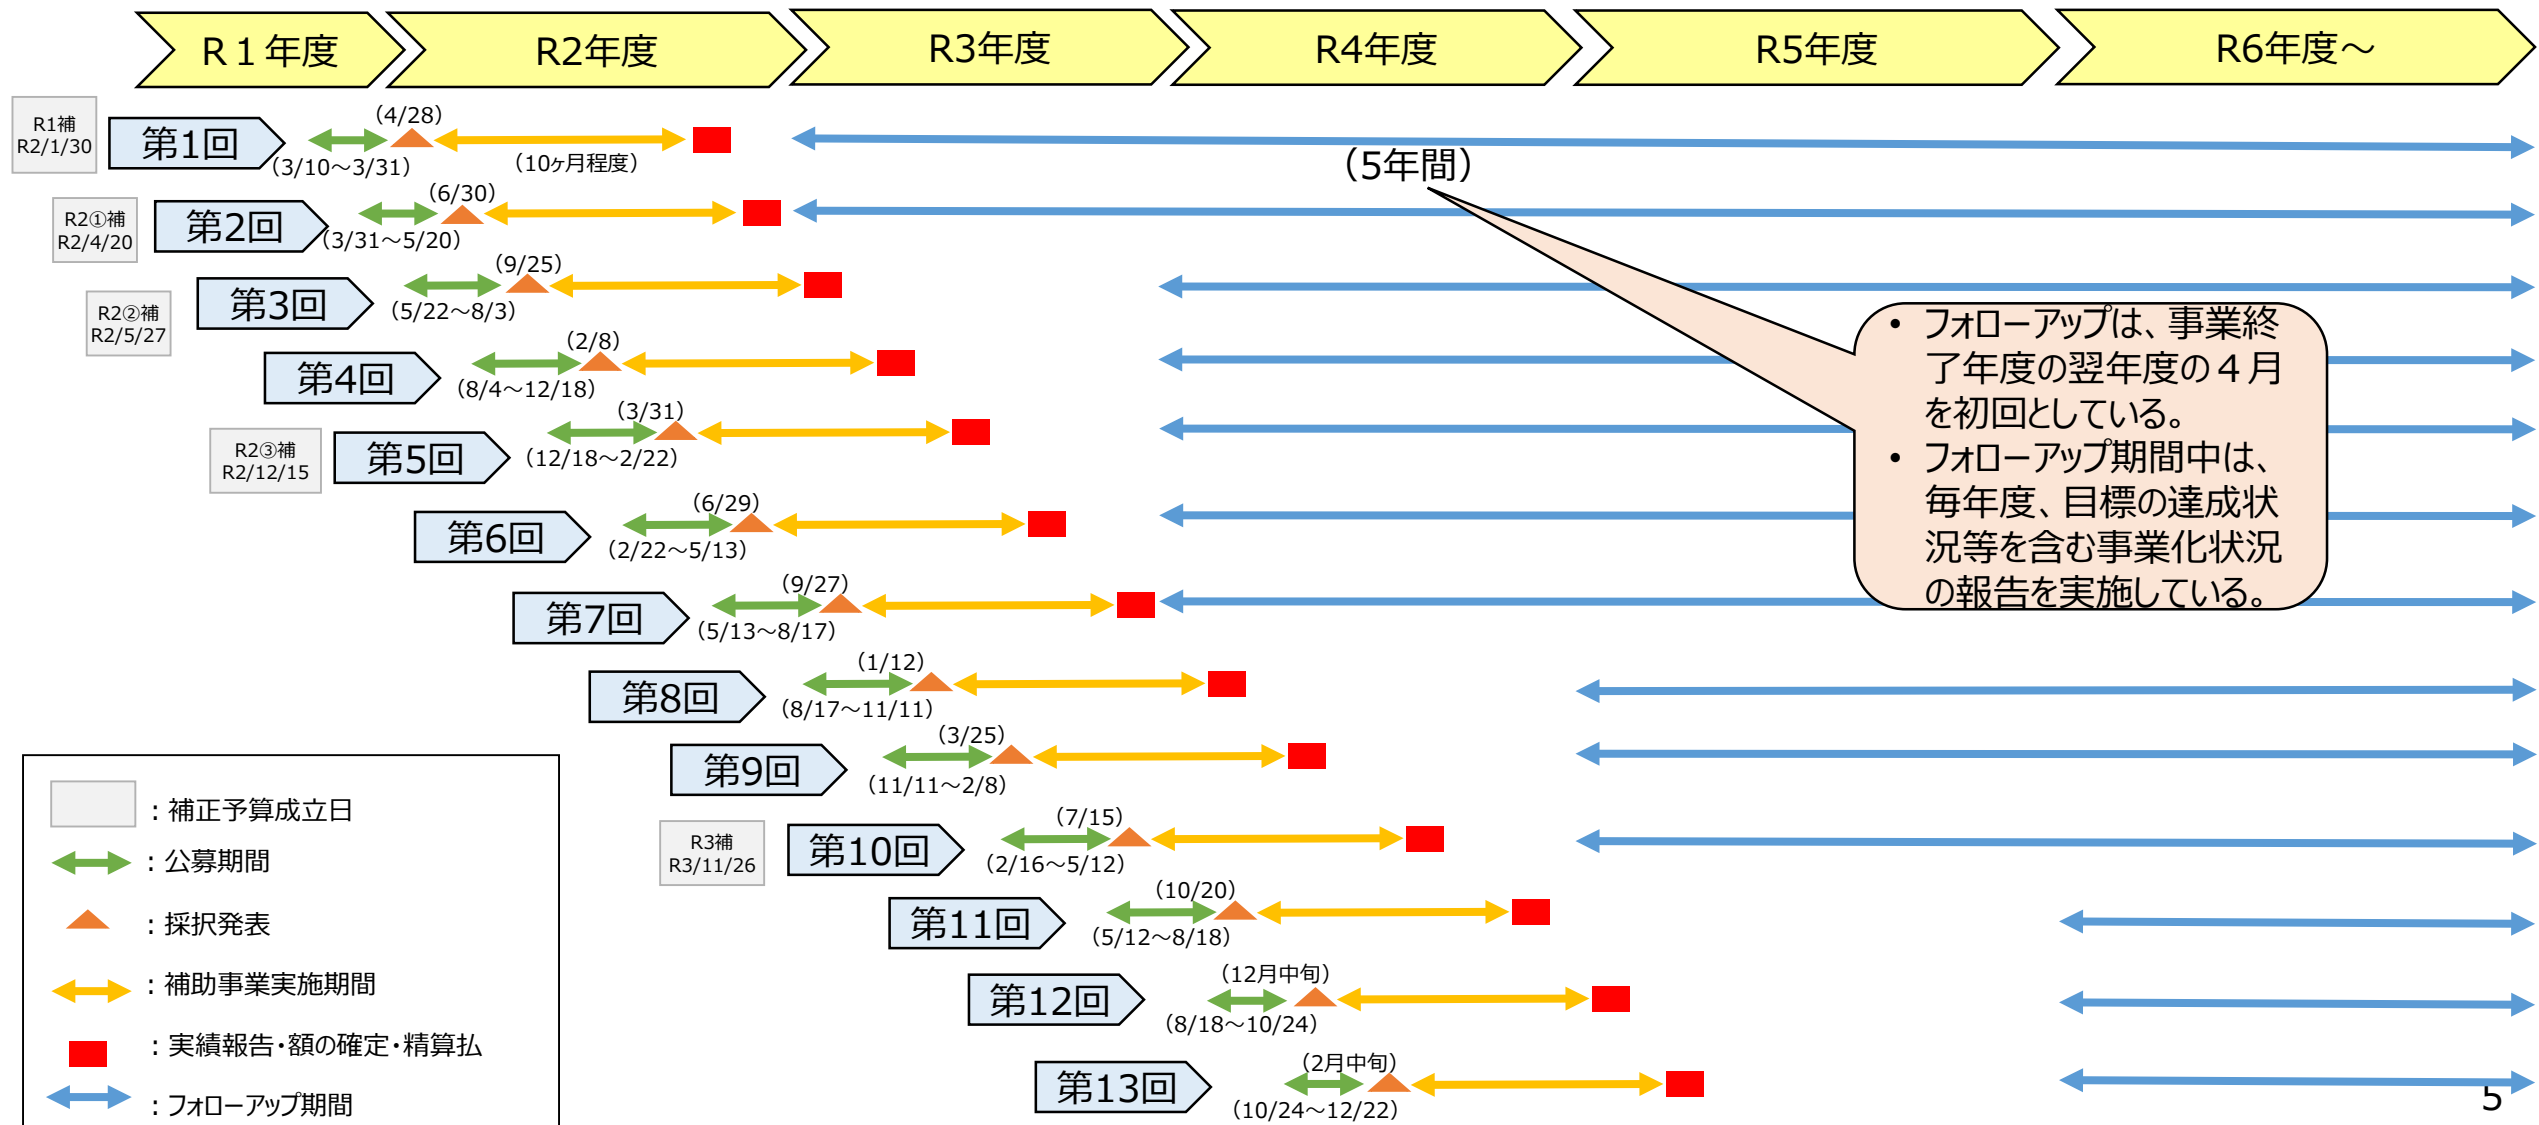 R１年度
R2年度
R3年度
R4年度
R5年度
R6年度～
R1補
R2/1/30
第1回
（4/28）
（3/10～3/31）
（10ヶ月程度）
（5年間）
R2①補
R2/4/20
第2回
（6/30）
（3/31～5/20）
R2②補
R2/5/27
第3回
（9/25）
（5/22～8/3）
第4回
（2/8）
（8/4～12/18）
R2③補
R2/12/15
第5回
（3/31）
（12/18～2/22）
第6回
（6/29）
（2/22～5/13）
第7回
（9/27）
（5/13～8/17）
• フォローアップは、事業終
了年度の翌年度の４月
を初回としている。
• フォローアップ期間中は、
毎年度、目標の達成状
況等を含む事業化状況
の報告を実施している。
第8回
（1/12）
（8/17～11/11）
第9回
（3/25）
（11/11～2/8）
R3補
R3/11/26
第10回
（7/15）
（2/16～5/12）
第11回
（10/20）
（5/12～8/18）
第12回
（12月中旬）
（8/18～10/24）
第13回
（2月中旬）
（10/24～12/22）
：補正予算成立日
：公募期間
：採択発表
：補助事業実施期間
：実績報告・額の確定・精算払
：フォローアップ期間
5